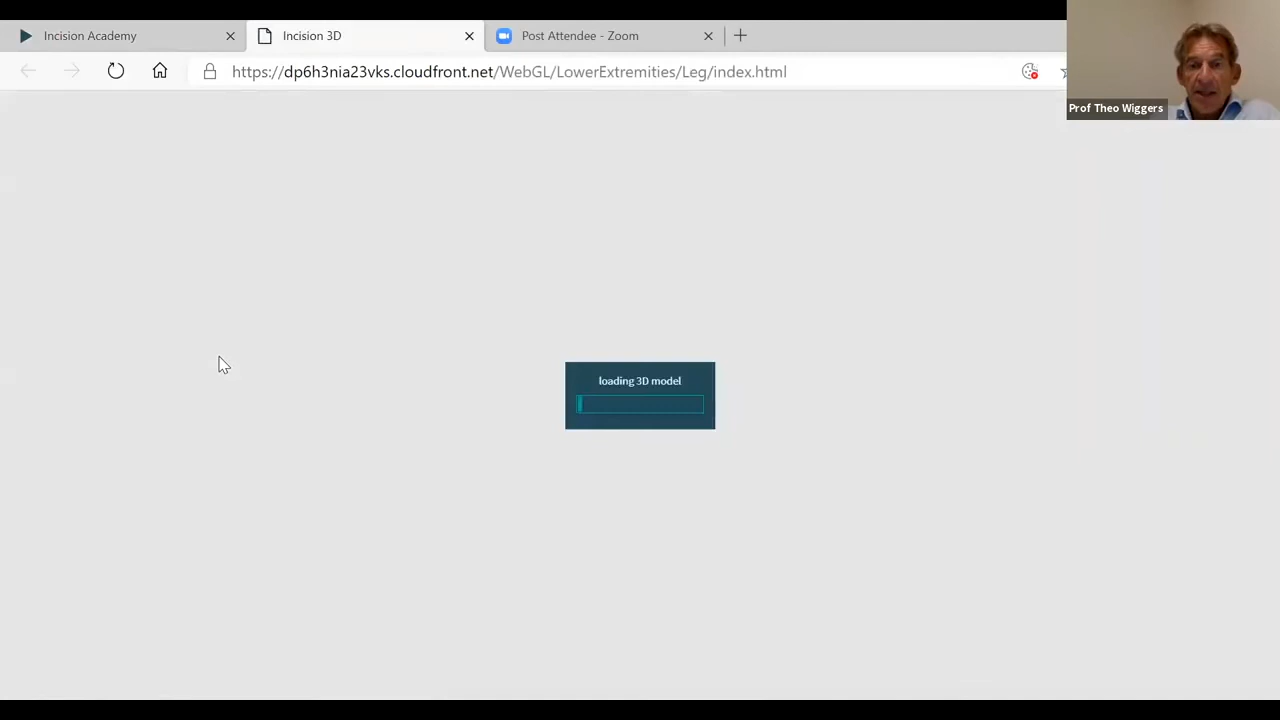 Incision Academy
Incision 3D
Post Attendee - Zoom
https://dp6h3nia23vks.cloudfront.net/WebGL/LowerExtremities/Leg/index.html
Prof Theo Wiggers
loading 3D model